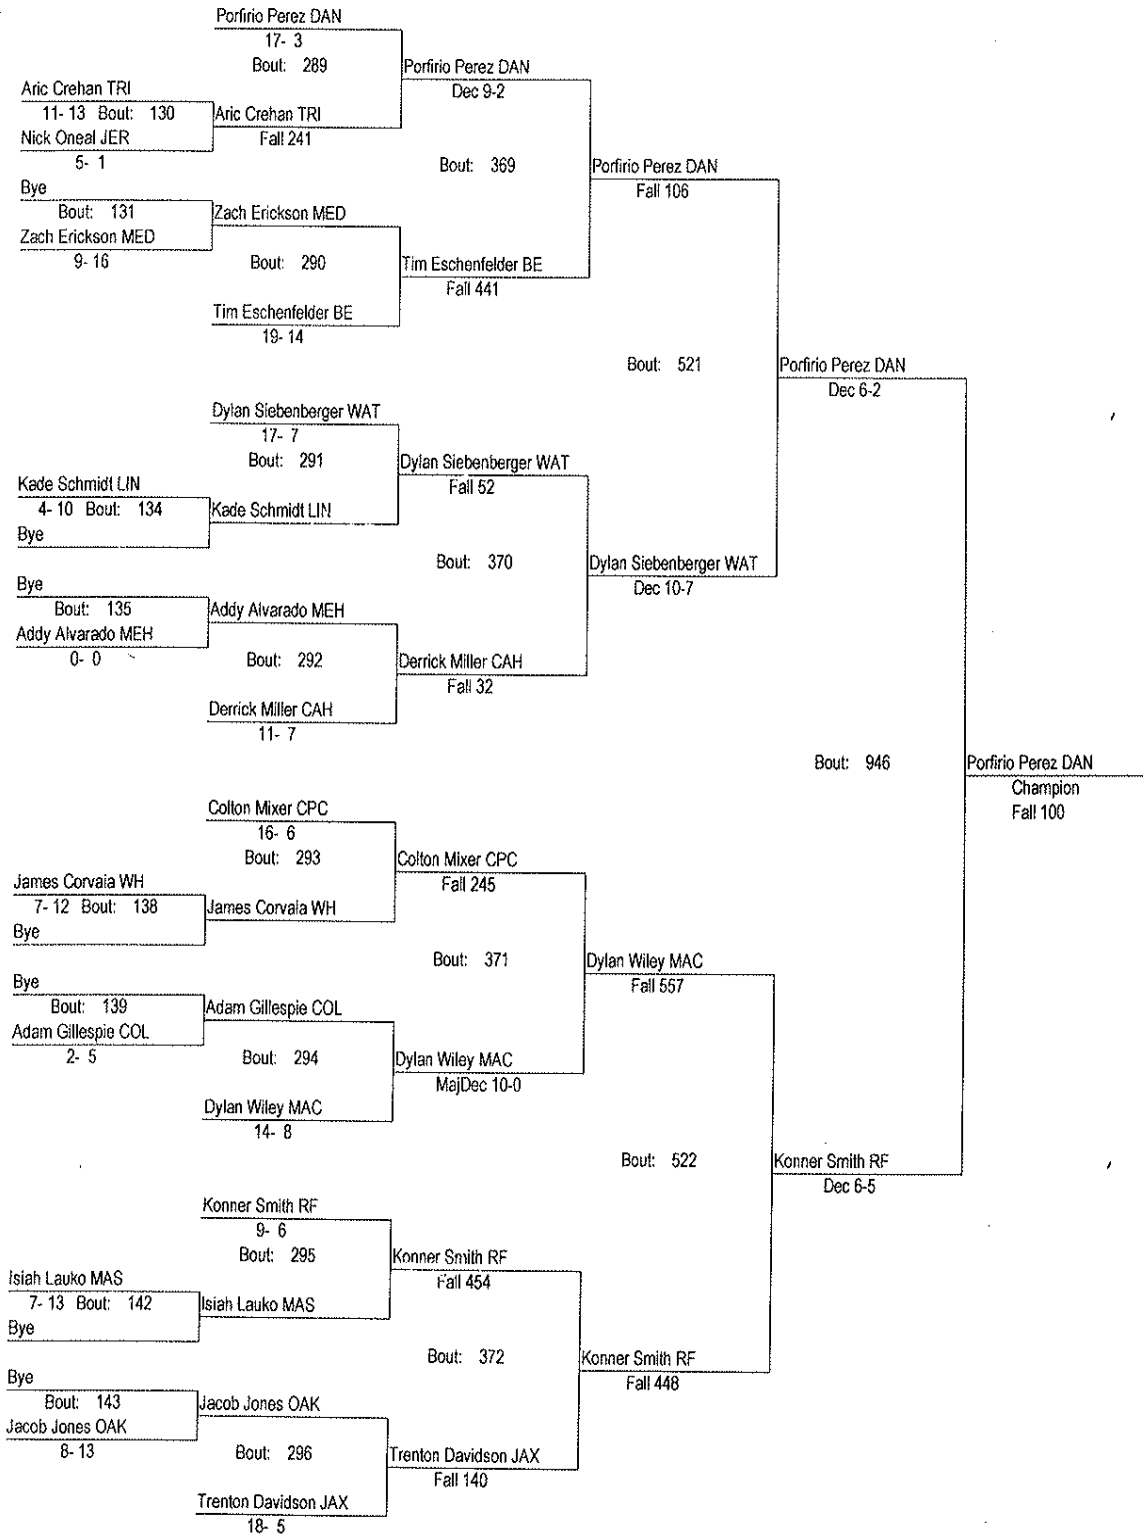 Porfirio Perez DAN
17- 3
Bout: 289
Porfirio Perez DAN
Dec 9-2
Aric Crehan TRI
11- 13 Bout: 130
Aric Crehan TRI
Fall 241
Nick Oneal JER
5- 1
Bout: 369
Porfirio Perez DAN
Fall 106
Bye
Bout: 131
Zach Erickson MED
Zach Erickson MED
9- 16
Bout: 290
Tim Eschenfelder BE
Fall 441
Tim Eschenfelder BE
19- 14
Bout: 521
Porfirio Perez DAN
Dec 6-2
Dylan Siebenberger WAT
17- 7
Bout: 291
Dylan Siebenberger WAT
Fall 52
Kade Schmidt LIN
4- 10 Bout: 134
Kade Schmidt LIN
Bye
Bout: 370
Dylan Siebenberger WAT
Dec 10-7
Bye
Bout: 135
Addy Alvarado MEH
Addy Alvarado MEH
0- 0
Bout: 292
Derrick Miller CAH
Fall 32
Derrick Miller CAH
11- 7
Bout: 946
Porfirio Perez DAN
Champion
Fall 100
Colton Mixer CPC
16- 6
Bout: 293
Colton Mixer CPC
Fall 245
James Corvaia WH
7- 12 Bout: 138
James Corvaia WH
Bye
Bout: 371
Dylan Wiley MAC
Fall 557
Bye
Bout: 139
Adam Gillespie COL
Adam Gillespie COL
2- 5
Bout: 294
Dylan Wiley MAC
MajDec 10-0
Dylan Wiley MAC
14- 8
Bout: 522
Konner Smith RF
Dec 6-5
Konner Smith RF
9- 6
Bout: 295
Konner Smith RF
Fall 454
Isiah Lauko MAS
7- 13 Bout: 142
Isiah Lauko MAS
Bye
Bout: 372
Konner Smith RF
Fall 448
Bye
Bout: 143
Jacob Jones OAK
Jacob Jones OAK
8- 13
Bout: 296
Trenton Davidson JAX
Fall 140
Trenton Davidson JAX
18- 5